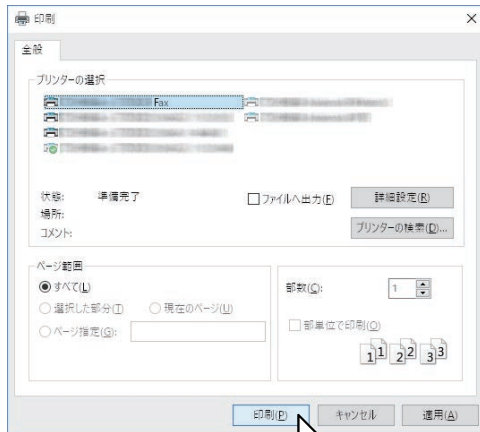 印刷
全般
プリンターの選択
Fax
状態: 準備完了
場所:
コメント:
ファイルへ出力(F)
詳細設定(R)
プリンターの検索(D)...
ページ範囲
すべて(L)
選択した部分(T) 現在のページ(U)
ページ指定(G):
部数(C): 1
部単位で印刷(O)
1 1 2 2 3 3
印刷(P) キャンセル 適用(A)